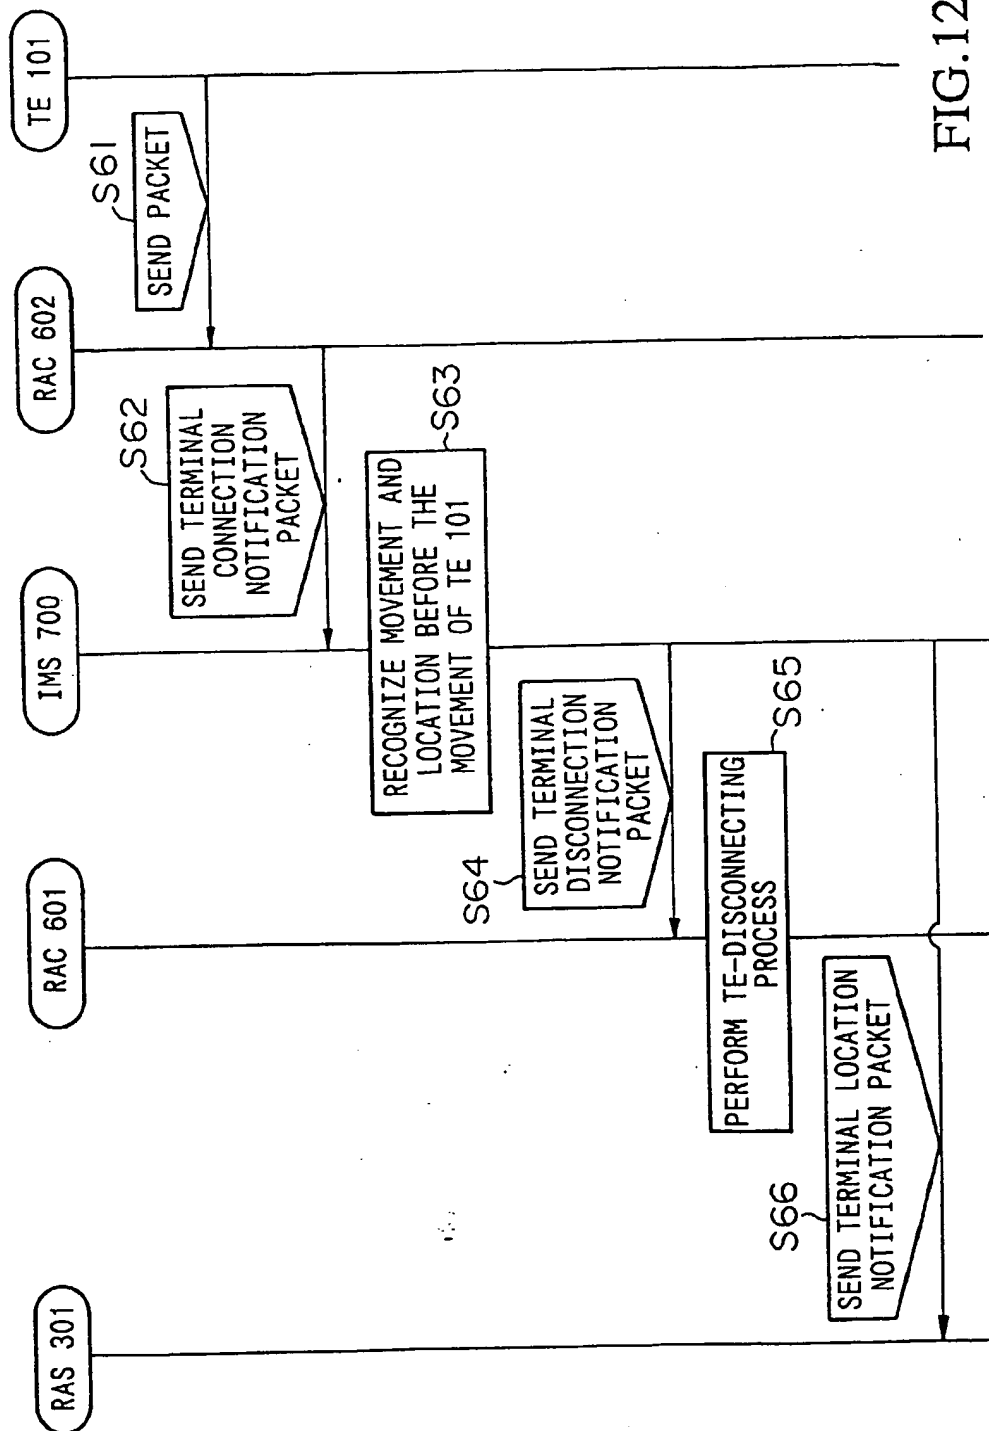 RAS 301
RAC 601
IMS 700
RAC 602
TE 101
S61
SEND PACKET
S62
SEND TERMINAL
CONNECTION
NOTIFICATION
PACKET
RECOGNIZE MOVEMENT AND
LOCATION BEFORE THE
MOVEMENT OF TE 101
S63
S64
SEND TERMINAL
DISCONNECTION
NOTIFICATION
PACKET
PERFORM TE-DISCONNECTING
PROCESS
S65
S66
SEND TERMINAL LOCATION
NOTIFICATION PACKET
FIG.12